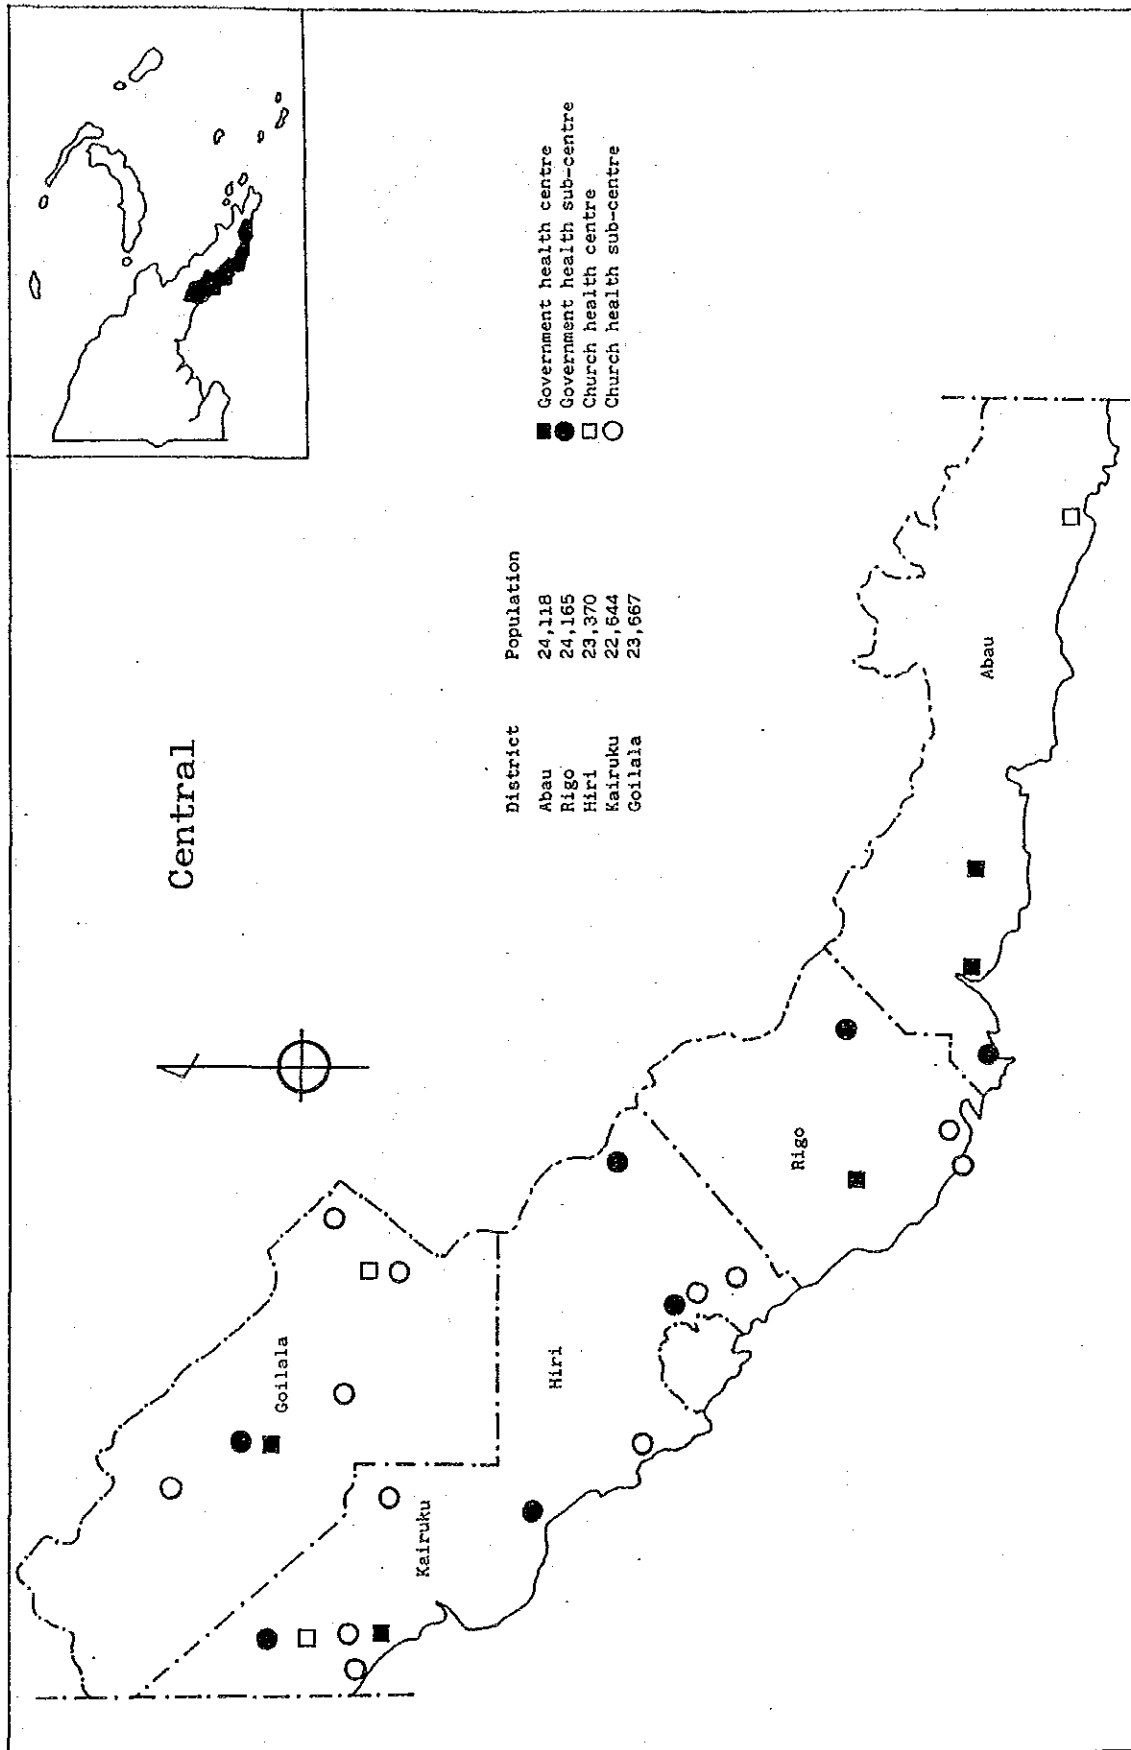 Central
District Population
Abau 24,118
Rigo 24,165
Hiri 23,370
Kairuku 22,644
Goilala 23,667
Government health centre
Government health sub-centre
Church health centre
Church health sub-centre
Goilala
Kairuku
Hiri
Rigo
Abau